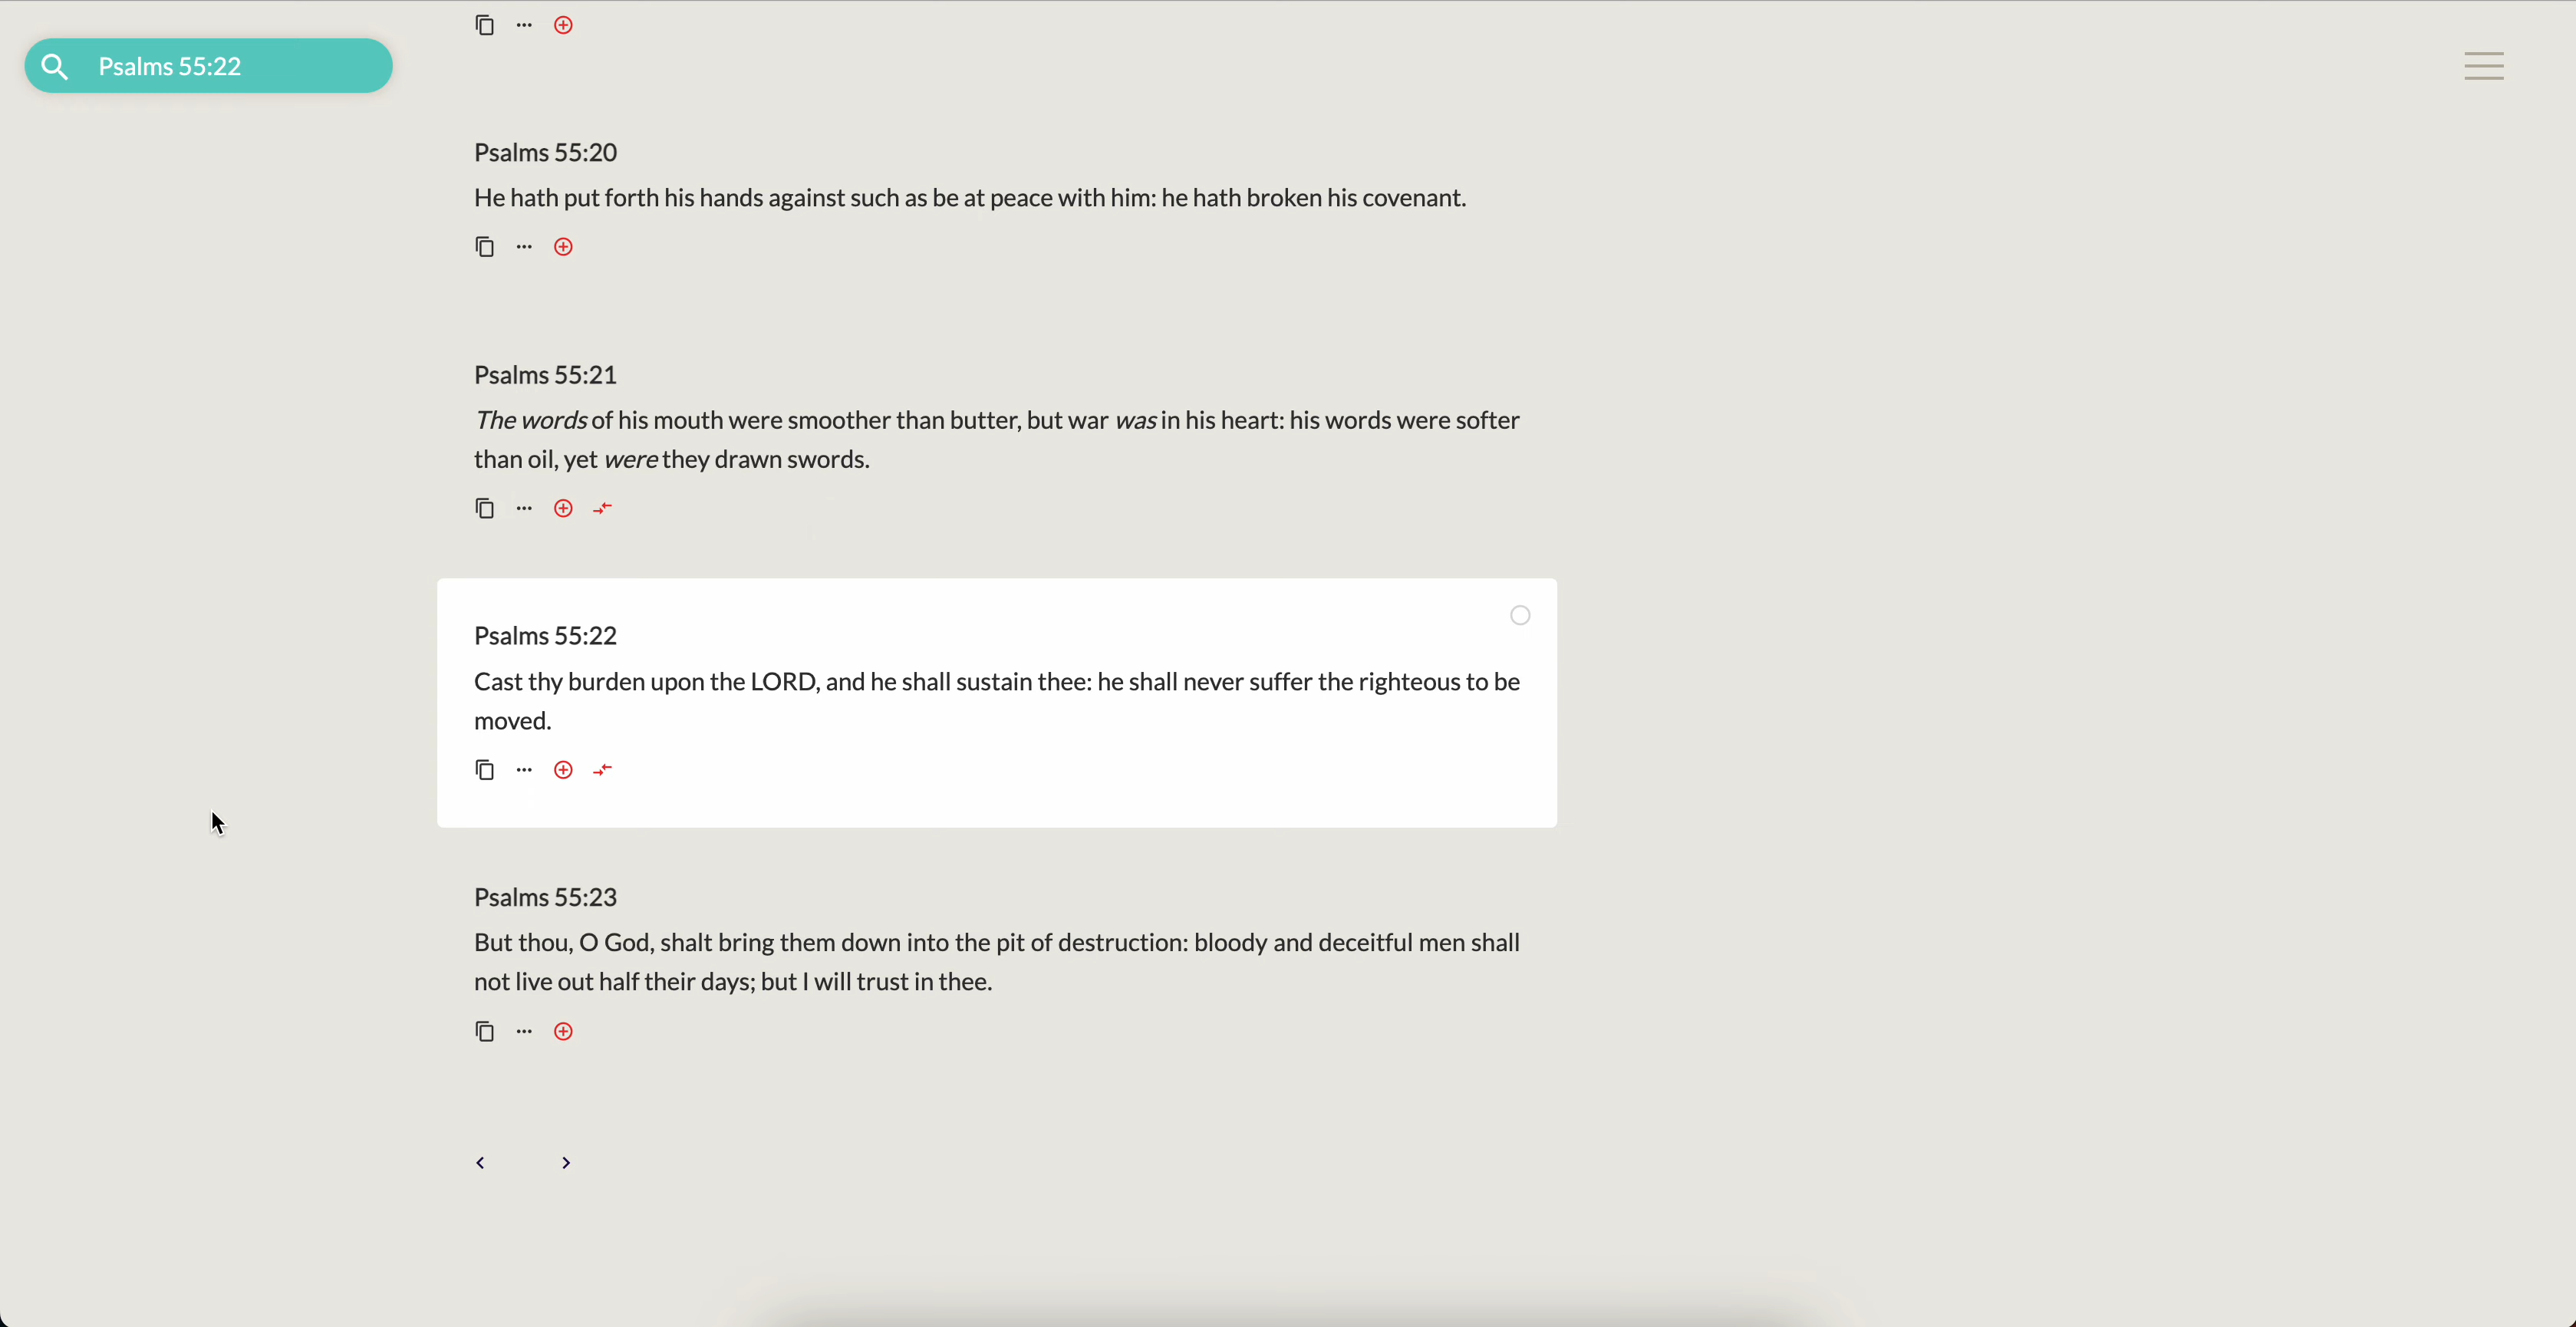 Psalms 55:22
Psalms 55:20
He hath put forth his hands against such as be at peace with him: he hath broken his covenant.
Psalms 55:21
The words of his mouth were smoother than butter, but war was in his heart: his words were softer
than oil, yet were they drawn swords.
Psalms 55:22
Cast thy burden upon the LORD, and he shall sustain thee: he shall never suffer the righteous to be
moved.
Psalms 55:23
But thou, O God, shalt bring them down into the pit of destruction: bloody and deceitful men shall
not live out half their days; but I will trust in thee.